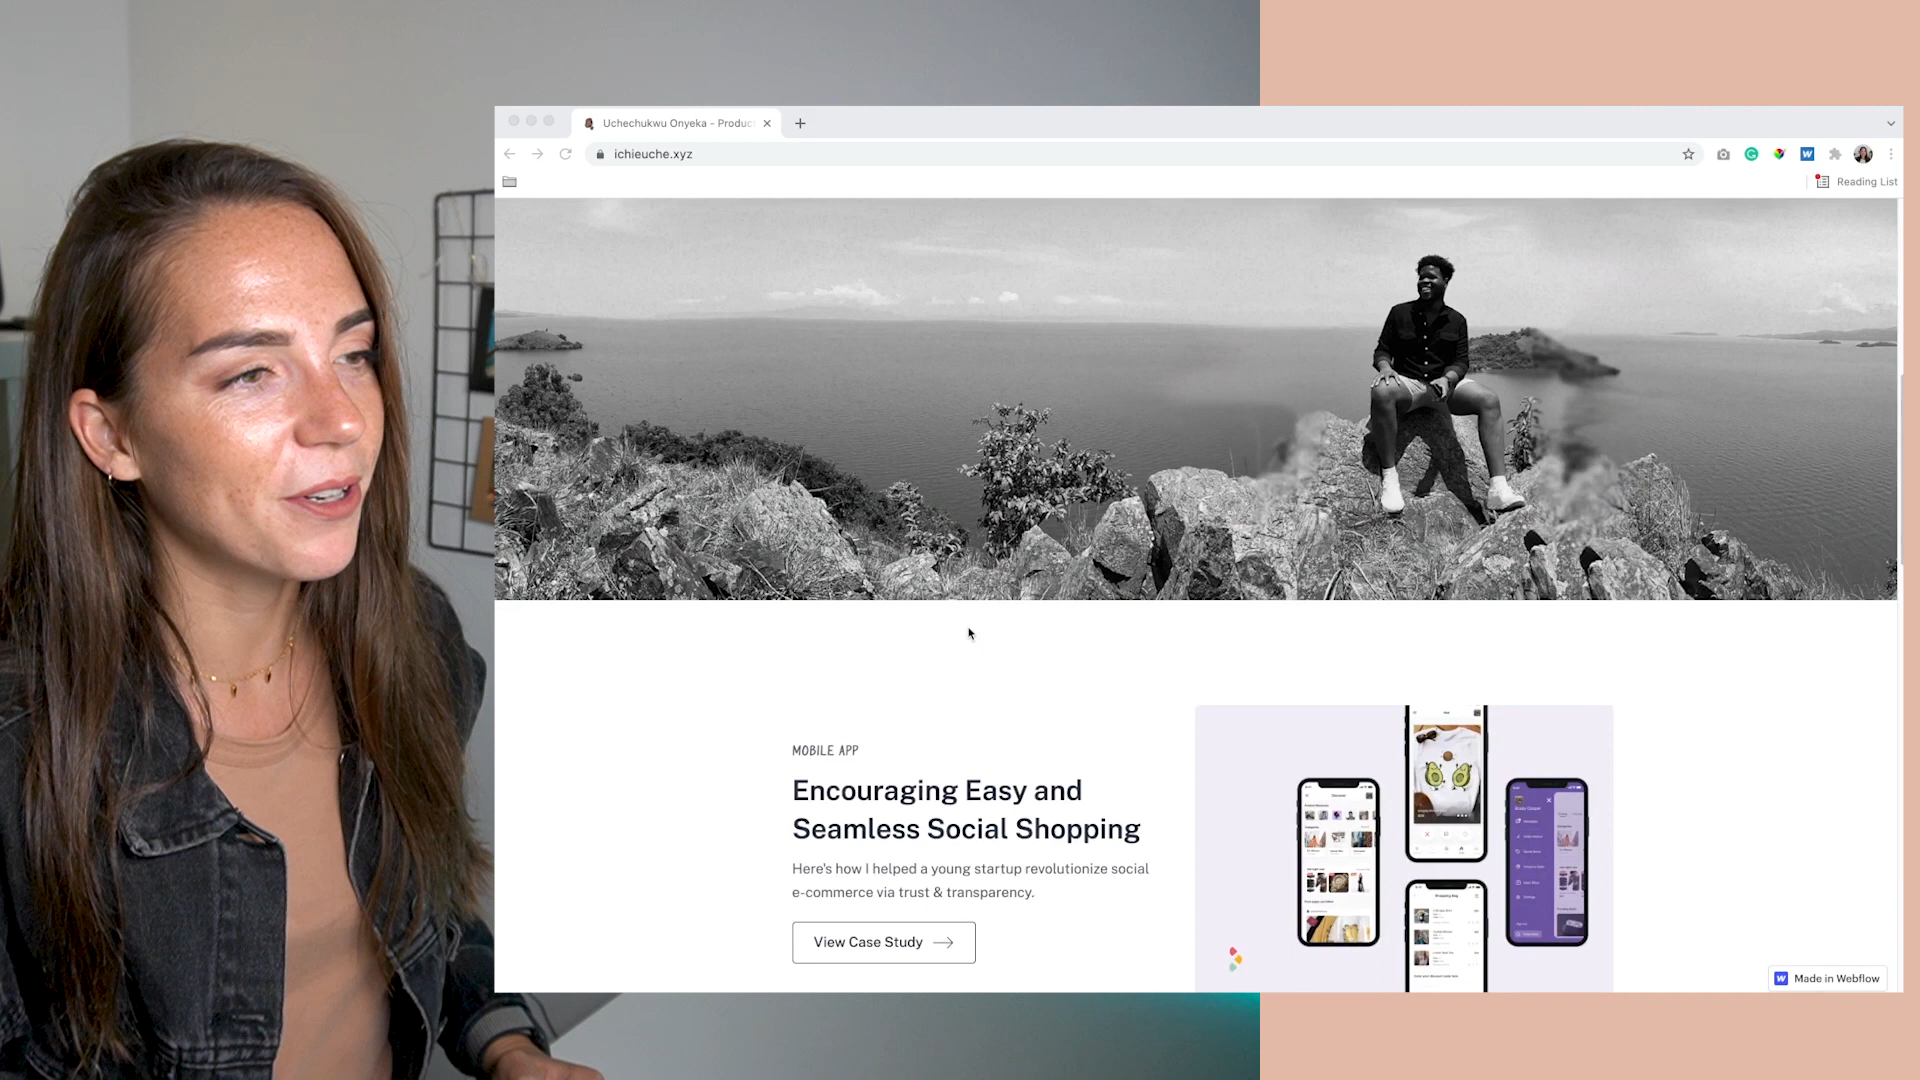 Uchechukwu Onyeka - Produc
ichieuche.xyz
Reading List
MOBILE APP
Encouraging Easy and
Seamless Social Shopping
Here's how I helped a young startup revolutionize social
e-commerce via trust & transparency.
View Case Study
Made in Webflow